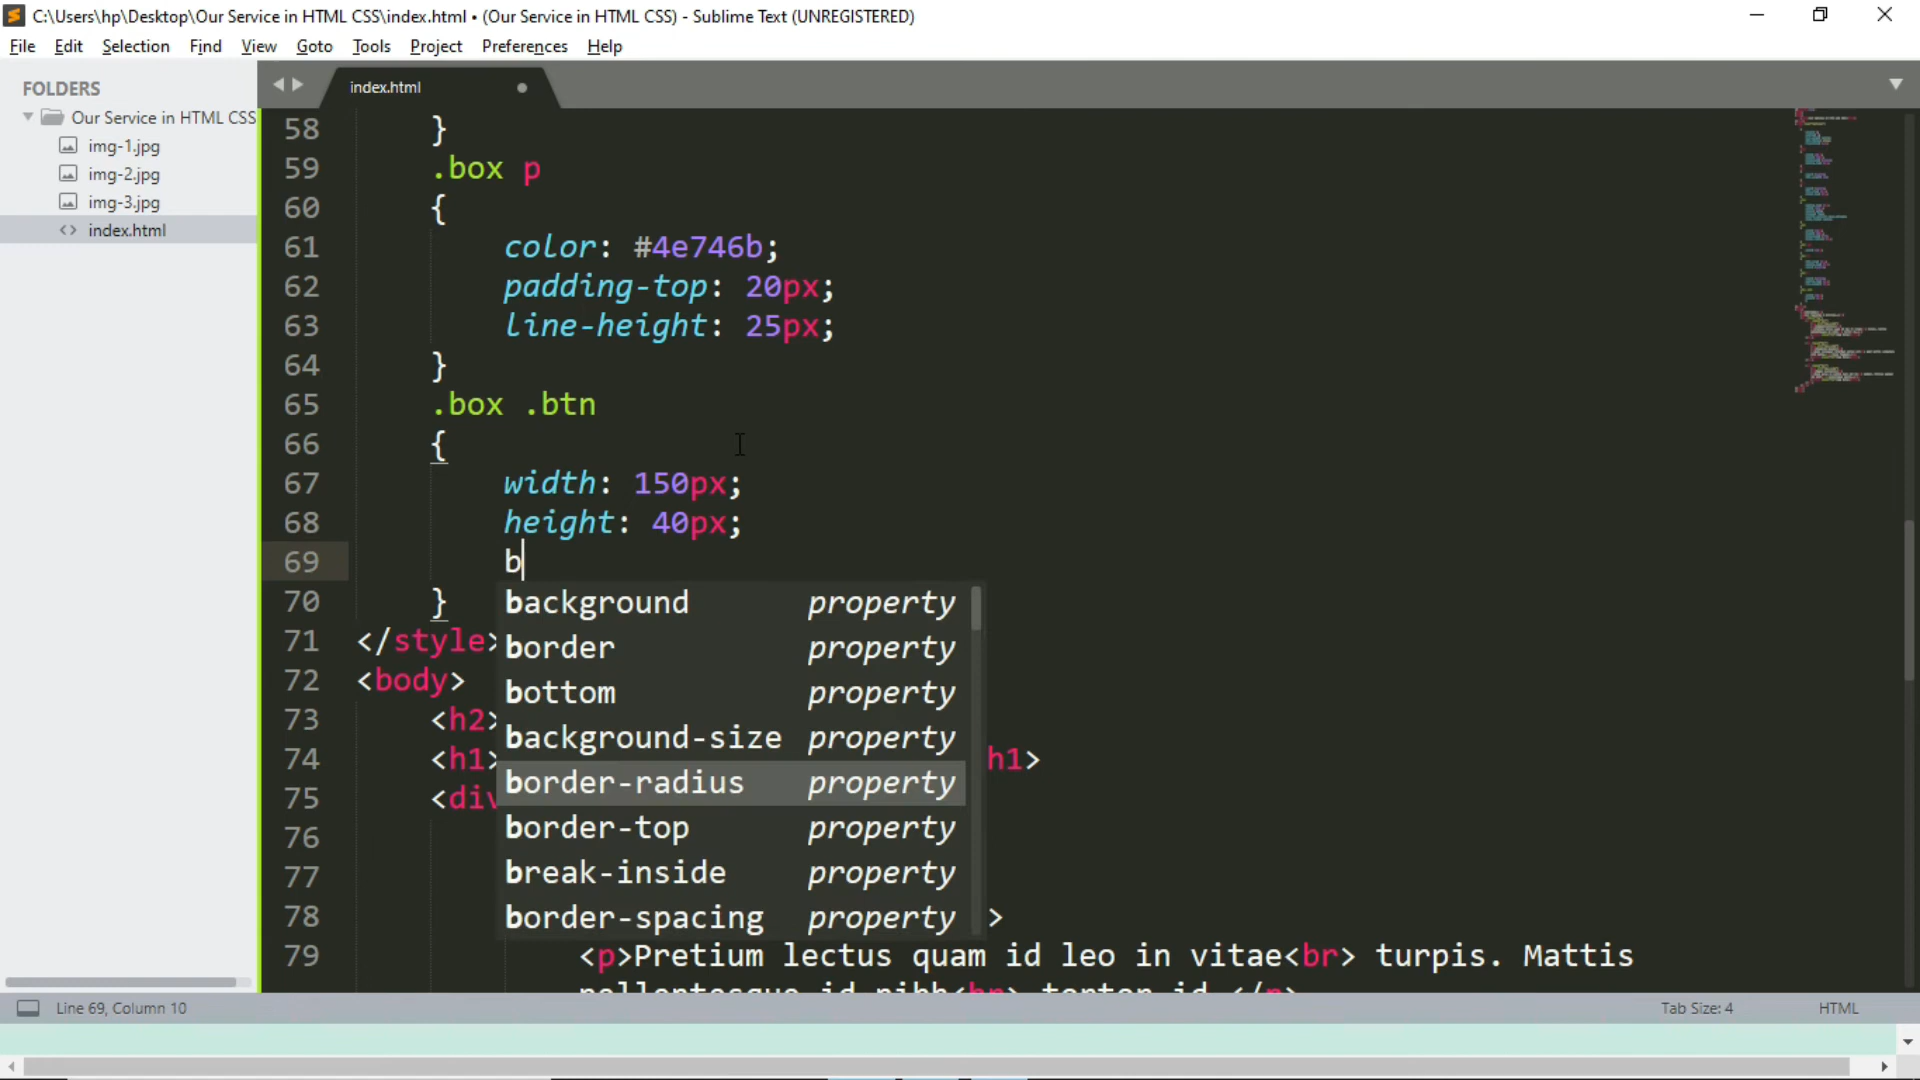 C:\Users\hp\Desktop\Our Service in HTML CSS\index.html • (Our Service in HTML CSS) - Sublime Text (UNREGISTERED)
File Edit Selection Find View Goto Tools Project Preferences Help
FOLDERS
Our Service in HTML CSS
img-1.jpg
img-2.jpg
img-3.jpg
index.html
index.html
58 }
59 .box p
60 {
61 color: #4e746b;
62 padding-top: 20px;
63 line-height: 25px;
64 }
65 .box .btn
66 {
67 width: 150px;
68 height: 40px;
69 b
70 }
71 </style>
72 <body>
73 <h2>
74 <h1> h1>
75 <div
76
77
78 >
79 <p>Pretium lectus quam id leo in vitae<br> turpis. Mattis
background property
border property
bottom property
background-size property
border-radius property
border-top property
break-inside property
border-spacing property
Line 69, Column 10
Tab Size: 4
HTML